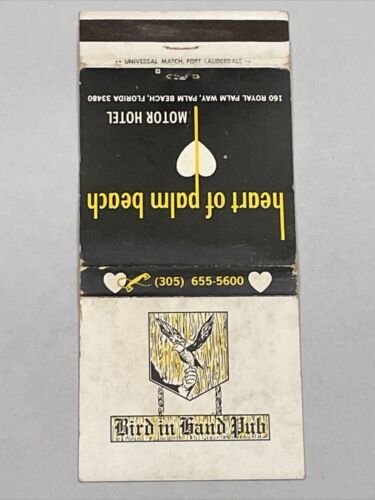 UNIVERSAL MATCH, FORT LAUDERDALE
heart of palm beach
MOTOR HOTEL
160 ROYAL PALM WAY, PALM BEACH, FLORIDA 33480
(305) 655-5600
Bird in Hand Pub